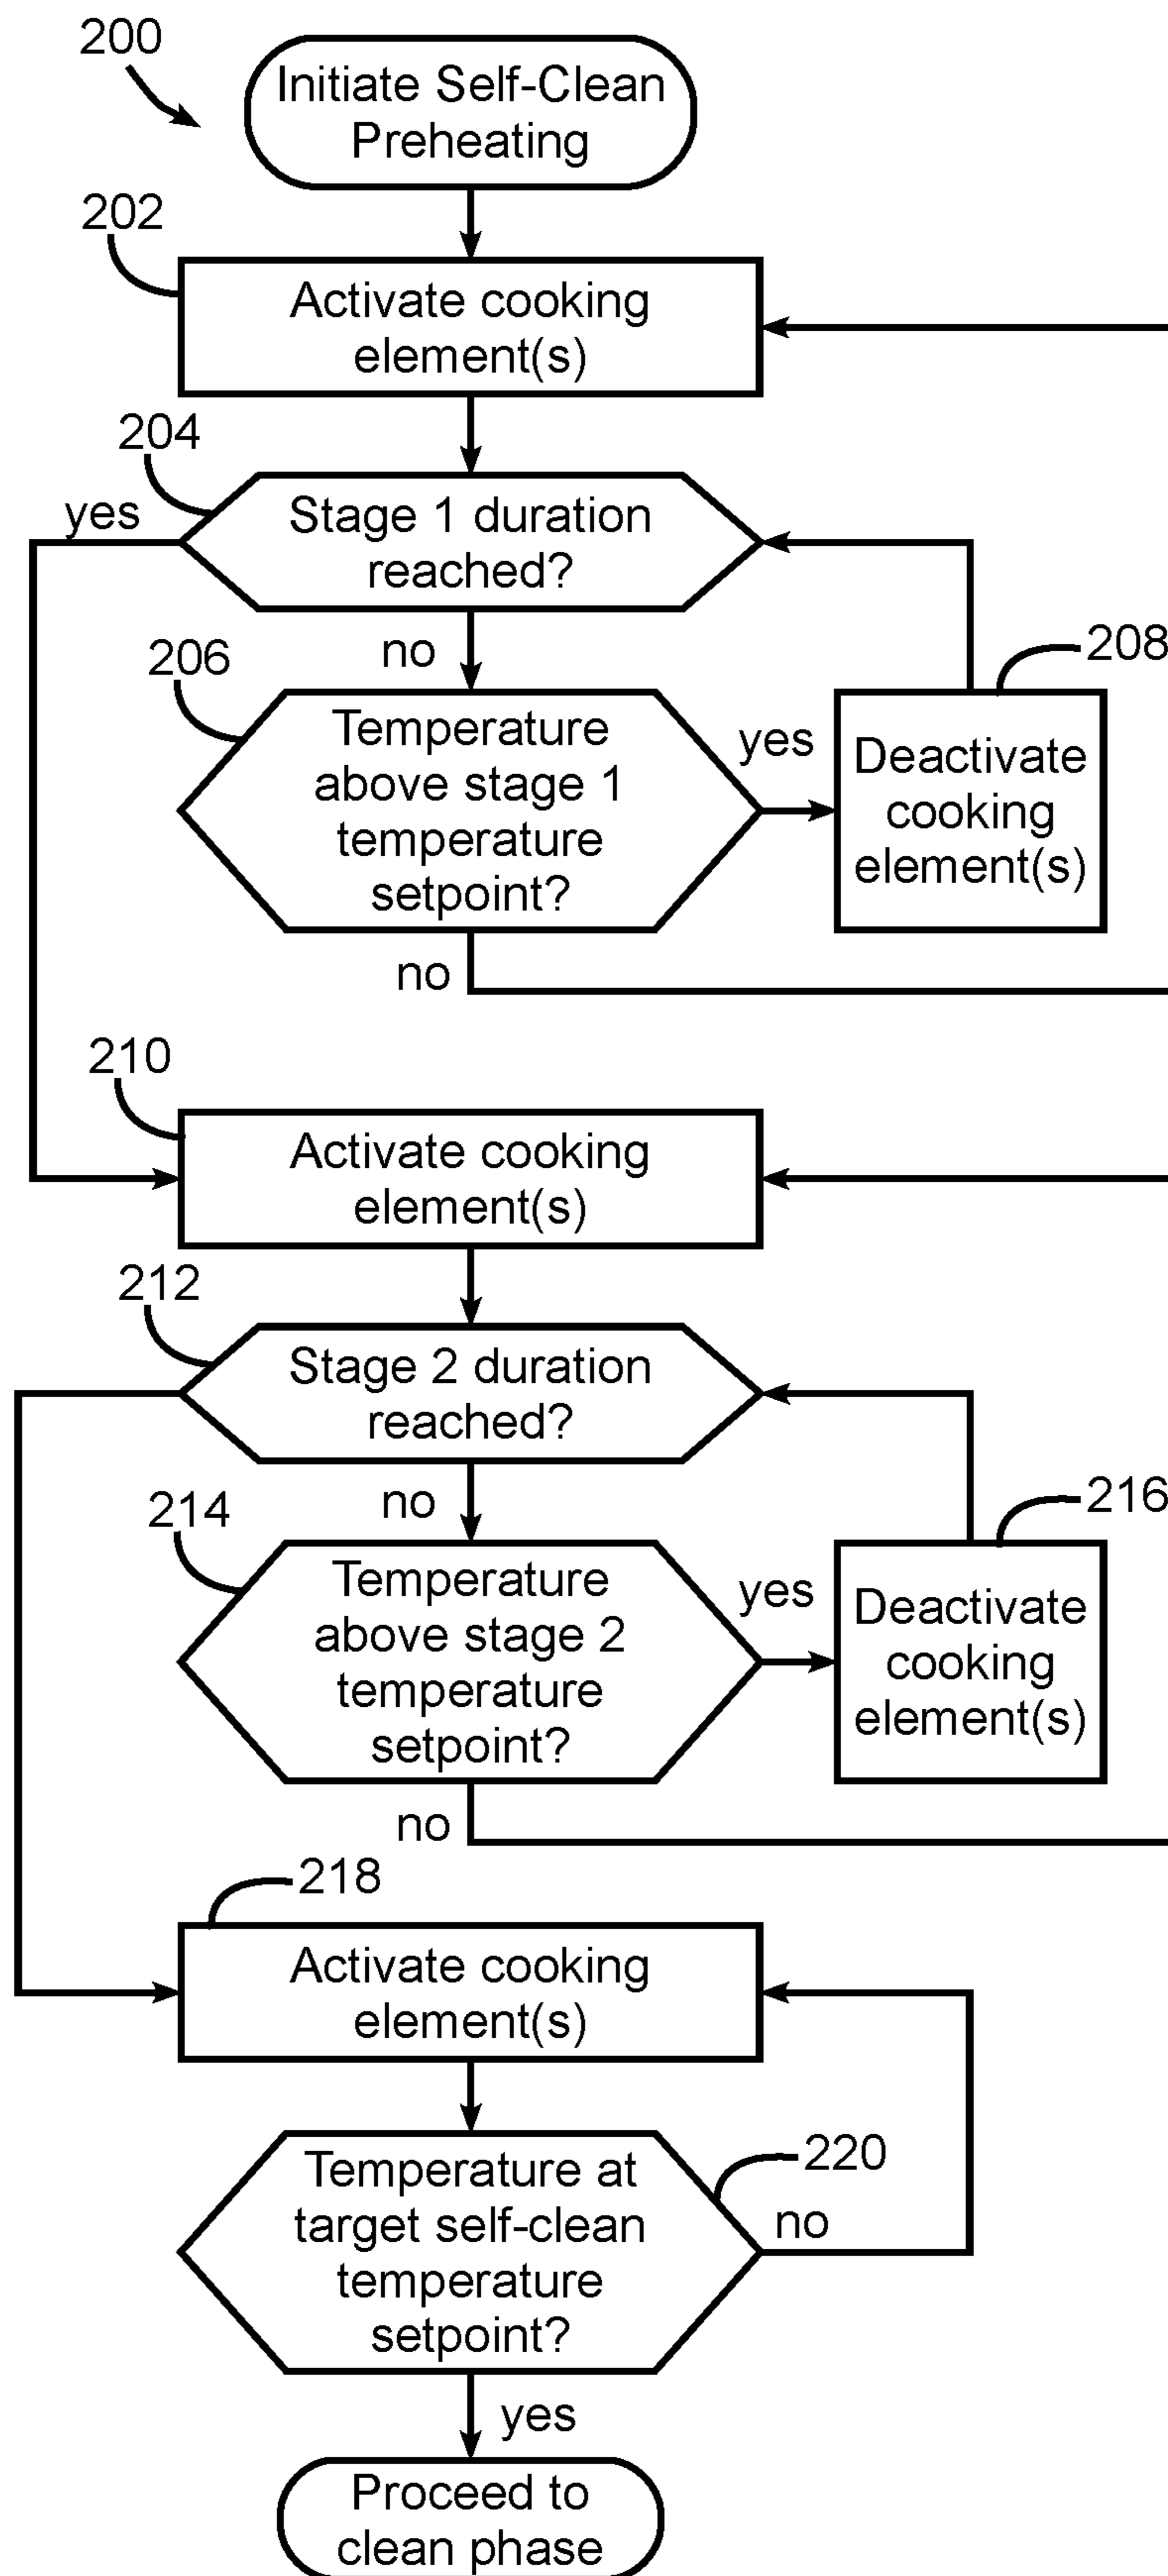 200
Initiate Self-Clean
Preheating
202
Activate cooking
element(s)
204
yes
Stage 1 duration
reached?
no
206
208
Temperature
above stage 1
temperature
setpoint?
yes
Deactivate
cooking
element(s)
no
210
Activate cooking
element(s)
212
Stage 2 duration
reached?
no
214
216
Temperature
above stage 2
temperature
setpoint?
yes
Deactivate
cooking
element(s)
no
218
Activate cooking
element(s)
220
Temperature at
target self-clean
temperature
setpoint?
no
yes
Proceed to
clean phase